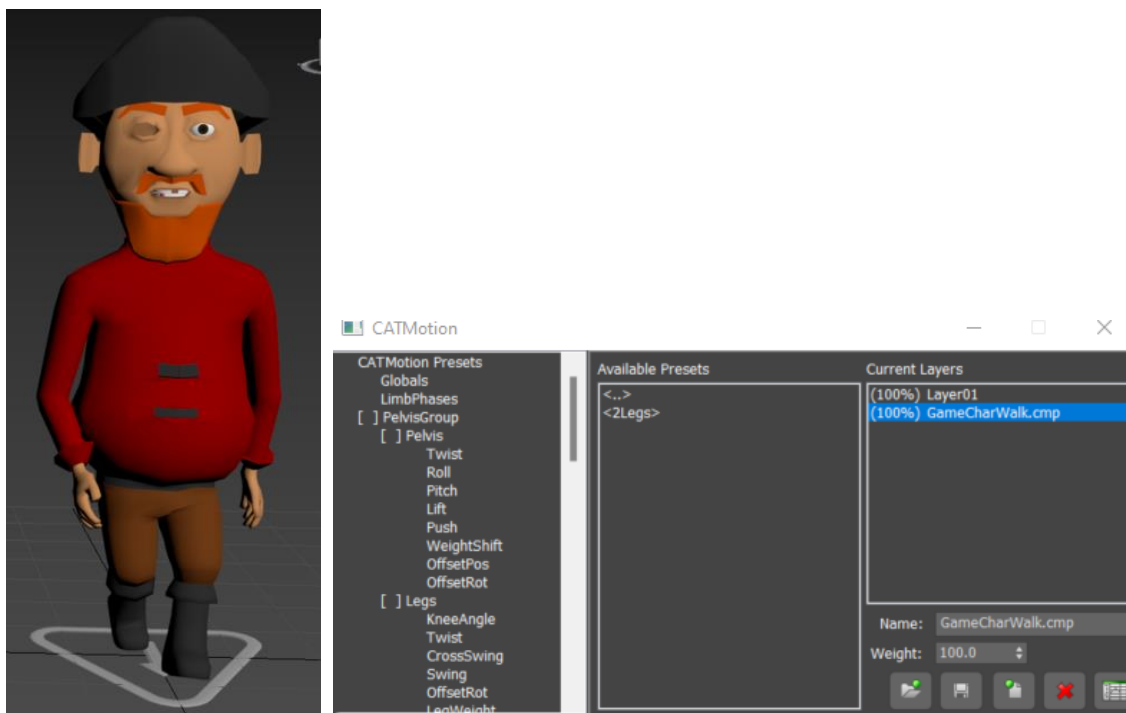 CATMotion
CATMotion Presets
Globals
LimbPhases
[ ] PelvisGroup
[ ] Pelvis
Twist
Roll
Pitch
Lift
Push
WeightShift
OffsetPos
OffsetRot
[ ] Legs
KneeAngle
Twist
CrossSwing
Swing
OffsetRot
LegWeight
Available Presets
<..>
<2Legs>
Current Layers
(100%) Layer01
(100%) GameCharWalk.cmp
Name: GameCharWalk.cmp
Weight: 100.0